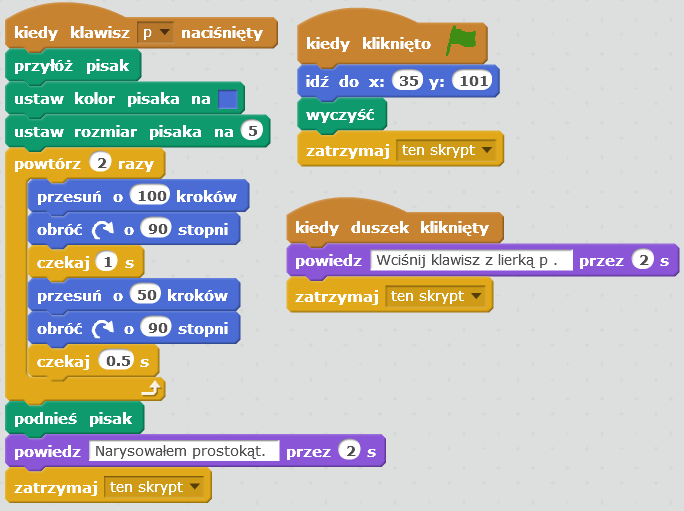 kiedy klawisz p naciśnięty
przyłóż pisak
ustaw kolor pisaka na
ustaw rozmiar pisaka na 5
powtórz 2 razy
przesuń o 100 kroków
obróć o 90 stopni
czekaj 1 s
przesuń o 50 kroków
obróć o 90 stopni
czekaj 0.5 s
podnieś pisak
powiedz Narysowałem prostokąt. przez 2 s
zatrzymaj ten skrypt
kiedy kliknięto
idź do x: 35 y: 101
wyczyść
zatrzymaj ten skrypt
kiedy duszek kliknięty
powiedz Wciśnij klawisz z lierką p . przez 2 s
zatrzymaj ten skrypt